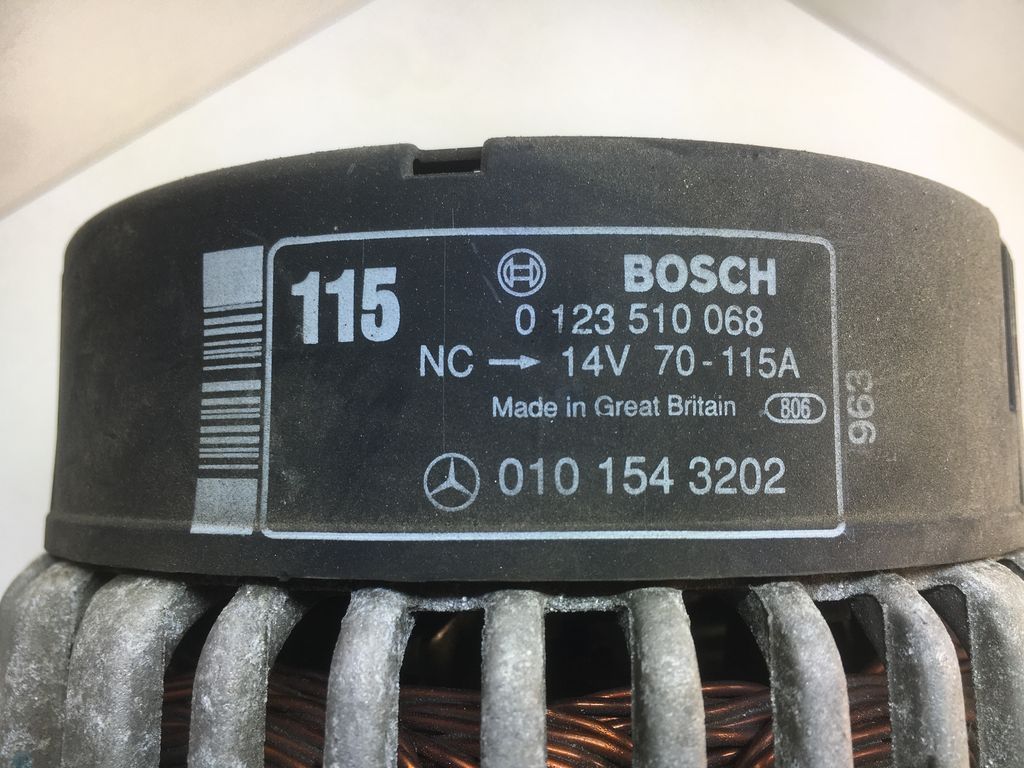 115
BOSCH
0 123 510 068
NC → 14V 70-115A
Made in Great Britain 806
010 154 3202
963